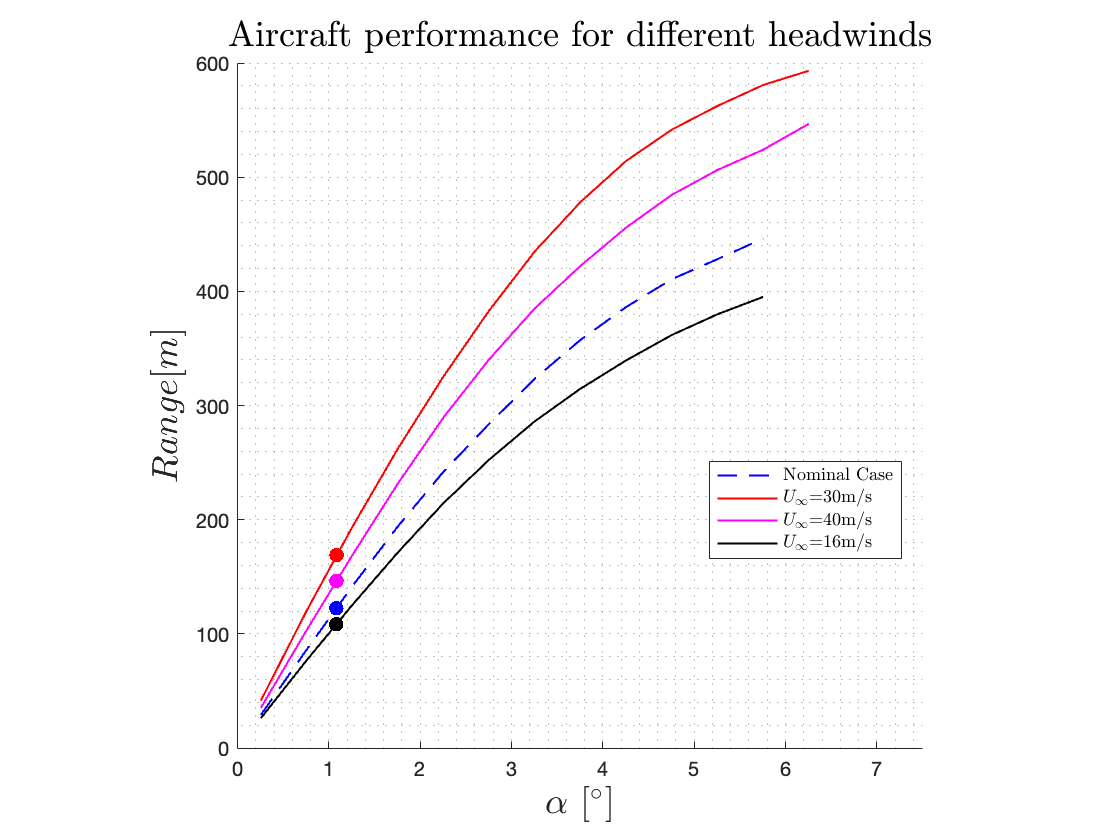 Aircraft performance for different headwinds
600
500
400
300
200
100
0
Range[m]
Nominal Case
U∞=30m/s
U∞=40m/s
U∞=16m/s
0 1 2 3 4 5 6 7
α [°]